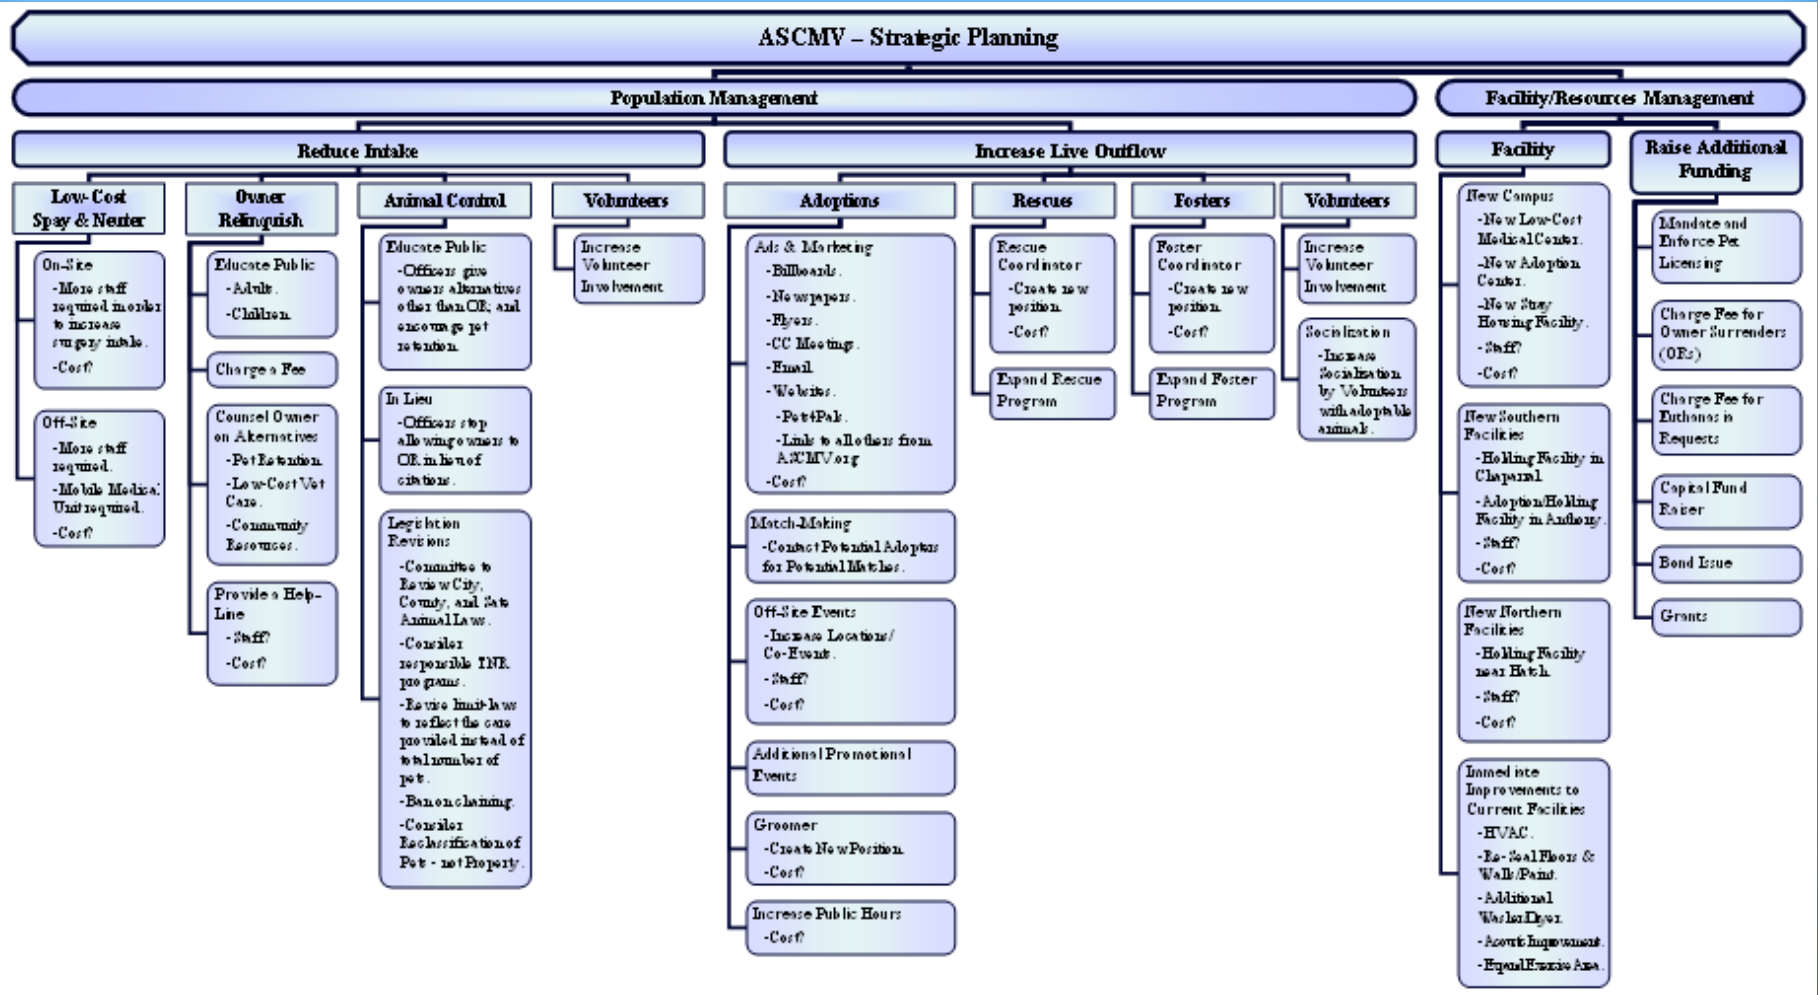 ASCMV – Strategic Planning
Population Management
Facility/Resources Management
Reduce Intake
Increase Live Outflow
Facility
Raise Additional
Funding
Low-Cost
Spay & Neuter
Owner
Relinquish
Animal Control
Volunteers
Adoptions
Rescues
Fosters
Volunteers
On-Site
-More staff
required in order
to increase
surgery intake.
-Cost?
Off-Site
-More staff
required.
-Mobile Medical
Unit required.
-Cost?
Educate Public
-Adults.
-Children.
Charge a Fee
Counsel Owner
on Alternatives
-Pet Retention.
-Low-Cost Vet
Care.
-Community
Resources.
Provide a Help-
Line
-Staff?
-Cost?
Educate Public
-Officers give
owners alternatives
other than OR; and
encourage pet
retention.
In Lieu
-Officers stop
allowing owners to
OR in lieu of
citations.
Legislation
Revisions
-Committee to
Review City,
County, and Sate
Animal Laws.
-Consider
responsible TNR
programs.
-Revise limit-laws
to reflect the care
provided instead of
total number of
pets.
-Ban on chaining.
-Consider
Reclassification of
Pets - not Property.
Increase
Volunteer
Involvement
Ads & Marketing
-Billboards.
-Newspapers.
-Flyers.
-CC Meetings.
-Email.
-Websites.
-Pets4Pals.
-Links to all others from
ASCMV.org
-Cost?
Match-Making
-Contact Potential Adopters
for Potential Matches.
Off-Site Events
-Increase Locations/
Co-Events.
-Staff?
-Cost?
Additional Promotional
Events
Groomer
-Create New Position.
-Cost?
Increase Public Hours
-Cost?
Rescue
Coordinator
-Create new
position.
-Cost?
Expand Rescue
Program
Foster
Coordinator
-Create new
position.
-Cost?
Expand Foster
Program
Increase
Volunteer
Involvement
Socialization
-Increase
Socialization
by Volunteers
with adoptable
animals.
New Campus
-New Low-Cost
Medical Center.
-New Adoption
Center.
-New Stray
Housing Facility.
-Staff?
-Cost?
New Southern
Facilities
-Holding Facility in
Chaparral.
-Adoption/Holding
Facility in Anthony.
-Staff?
-Cost?
New Northern
Facilities
-Holding Facility
near Hatch.
-Staff?
-Cost?
Immediate
Improvements to
Current Facilities
-HVAC.
-Re-Seal Floors &
Walls/Paint.
-Additional
Washer/Dryer.
-Acoustic Improvement.
-Expand Exercise Area.
Mandate and
Enforce Pet
Licensing
Charge Fee for
Owner Surrenders
(ORs)
Charge Fee for
Euthanasia
Requests
Capital Fund
Raiser
Bond Issue
Grants